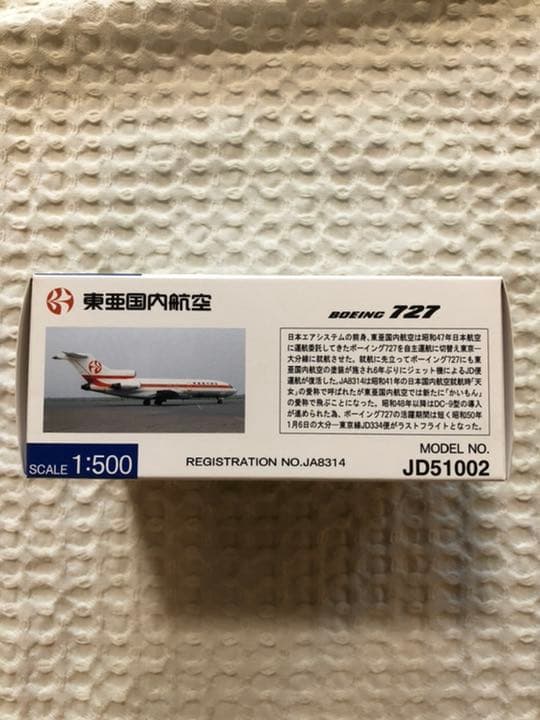 東亜国内航空
BOEING 727
日本エアシステムの前身、東亜国内航空は昭和47年日本航空
に運航委託してきたボーイング727を自主運航に切替え東京―
大分線に就航させた。就航に先立ってボーイング727にも東
亜国内航空の塗装が施され6年ぶりにジェット機によるJD便
運航が復活した。JA8314は昭和41年の日本国内航空就航時「天
女」の愛称で呼ばれたが東亜国内航空では新たに「かいもん」
の愛称で飛ぶことになった。昭和48年以降はDC-9型の導入
が進められた為、ボーイング727の活躍期間は短く昭和50年
1月6日の大分―東京線JD334便がラストフライトとなった。
SCALE 1:500
REGISTRATION NO.JA8314
MODEL NO.
JD51002